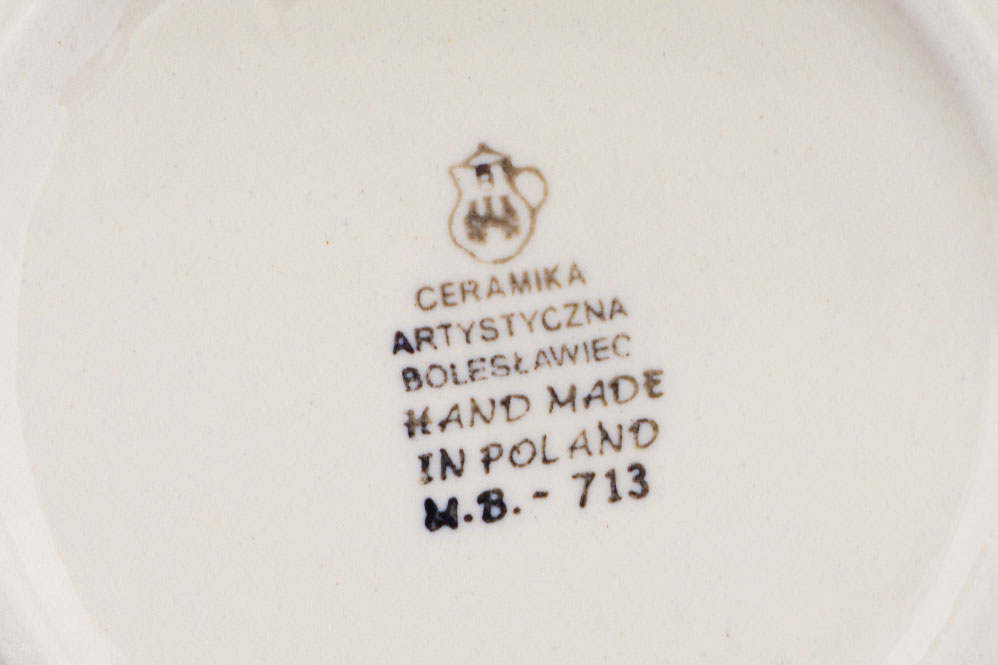 CERAMIKA
ARTYSTYCZNA
BOLESŁAWIEC
HAND MADE
IN POLAND
M.B. - 713